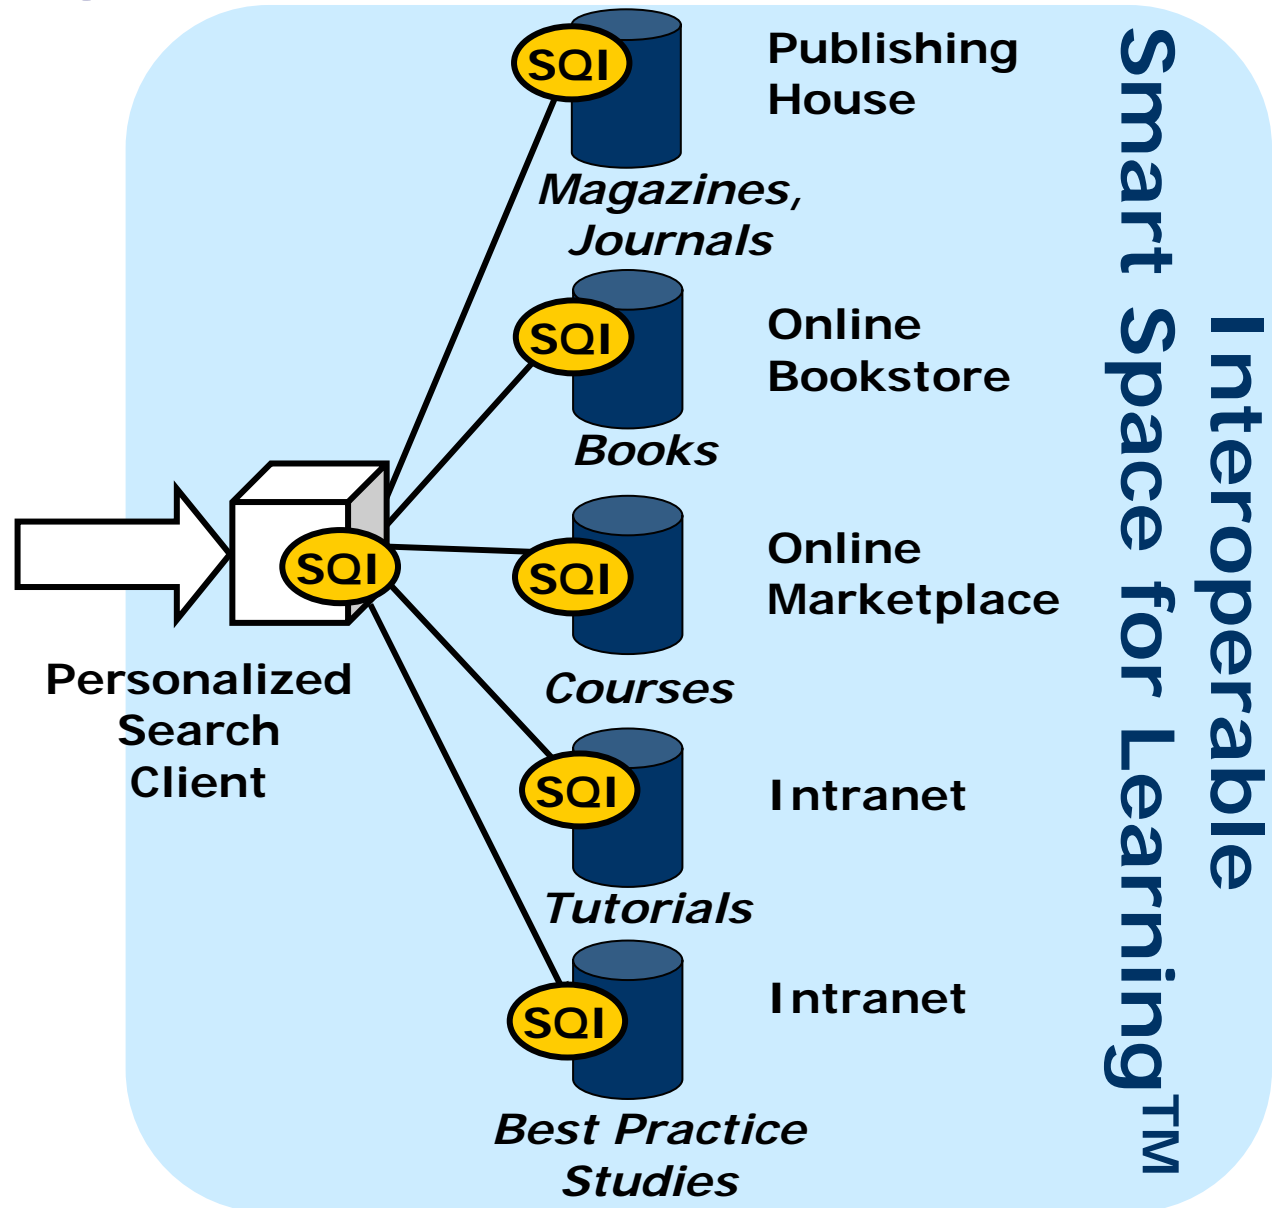 SQI
Publishing
House
Magazines,
Journals
SQI
Online
Bookstore
Books
SQI
SQI
Online
Marketplace
Courses
Personalized
Search
Client
SQI
Intranet
Tutorials
SQI
Intranet
Best Practice
Studies
Interoperable
Smart Space for Learning™